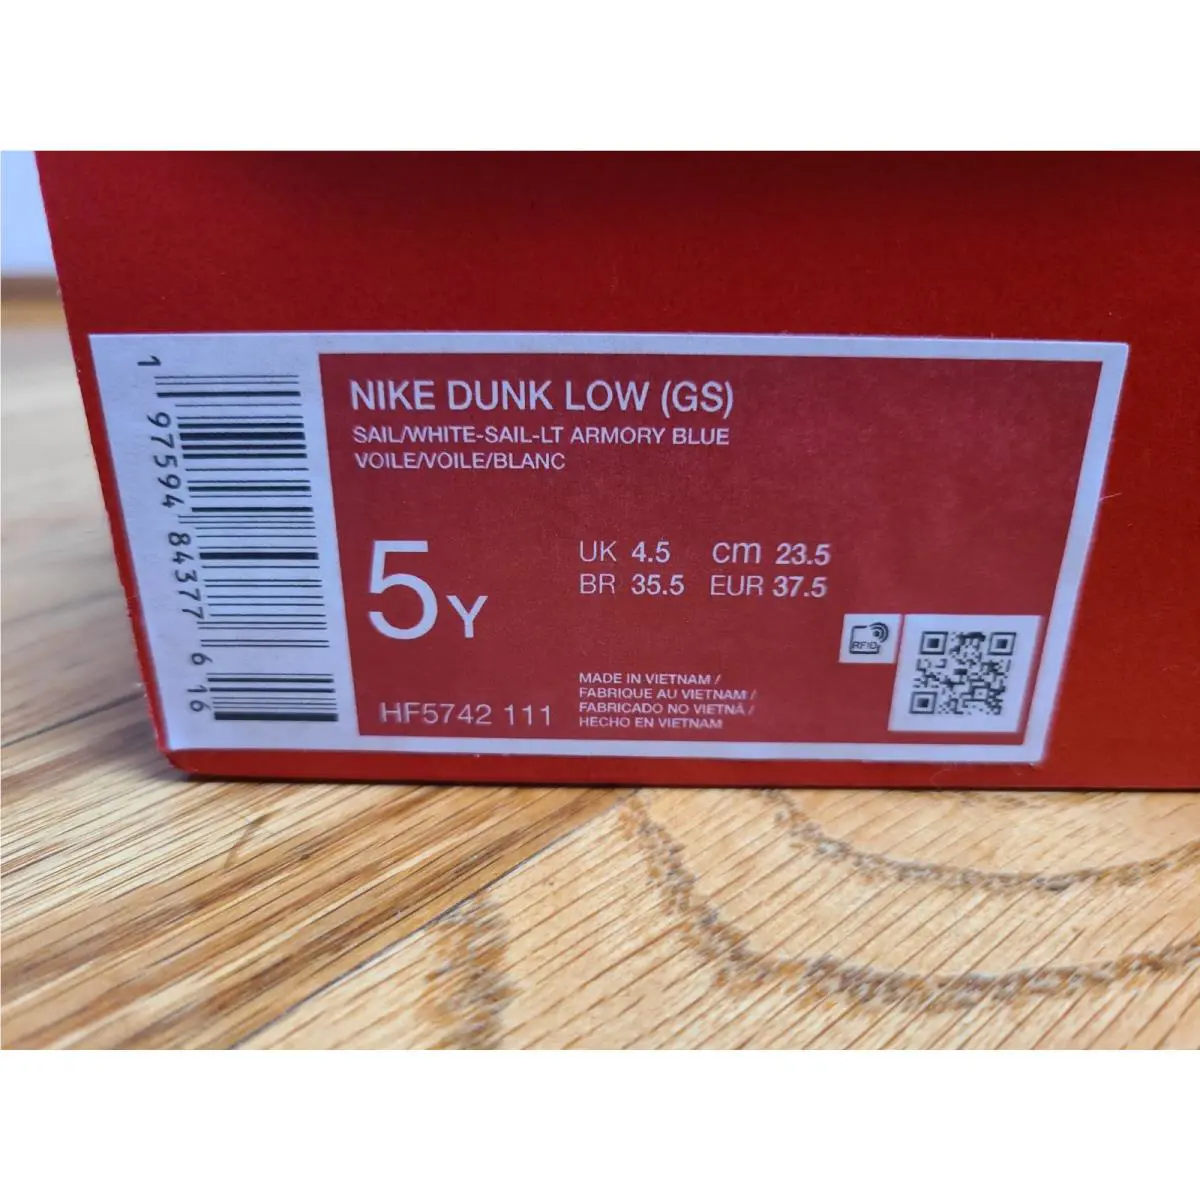 1 97594 84377 6 16
NIKE DUNK LOW (GS)
SAIL/WHITE-SAIL-LT ARMORY BLUE
VOILE/VOILE/BLANC
5Y
UK 4.5 cm 23.5
BR 35.5 EUR 37.5
RFID
HF5742 111
MADE IN VIETNAM /
FABRIQUE AU VIETNAM /
FABRICADO NO VIETNÃ /
HECHO EN VIETNAM